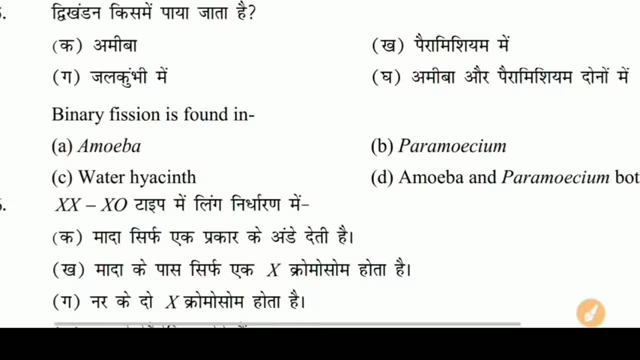 द्विखंडन किसमें पाया जाता है?
(क) अमीबा (ख) पैरामिशियम में
(ग) जलकुंभी में (घ) अमीबा और पैरामिशियम दोनों में
Binary fission is found in-
(a) Amoeba (b) Paramoecium
(c) Water hyacinth (d) Amoeba and Paramoecium bot
XX – XO टाइप में लिंग निर्धारण में-
(क) मादा सिर्फ एक प्रकार के अंडे देती है।
(ख) मादा के पास सिर्फ एक X क्रोमोसोम होता है।
(ग) नर के दो X क्रोमोसोम होता है।